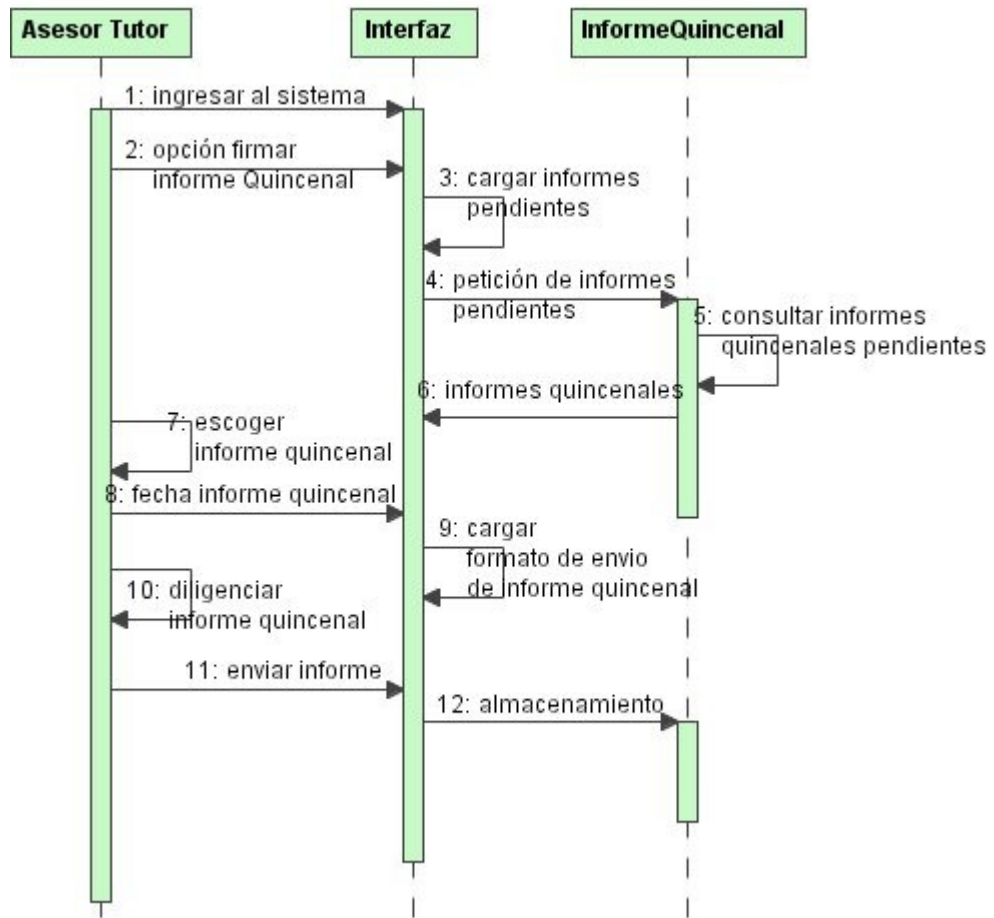 Asesor Tutor
Interfaz
InformeQuincenal
1: ingresar al sistema
2: opción firmar
informe Quincenal
3: cargar informes
pendientes
4: petición de informes
pendientes
5: consultar informes
quincenales pendientes
6: informes quincenales
7: escoger
informe quincenal
8: fecha informe quincenal
9: cargar
formato de envio
de informe quincenal
10: diligenciar
informe quincenal
11: enviar informe
12: almacenamiento